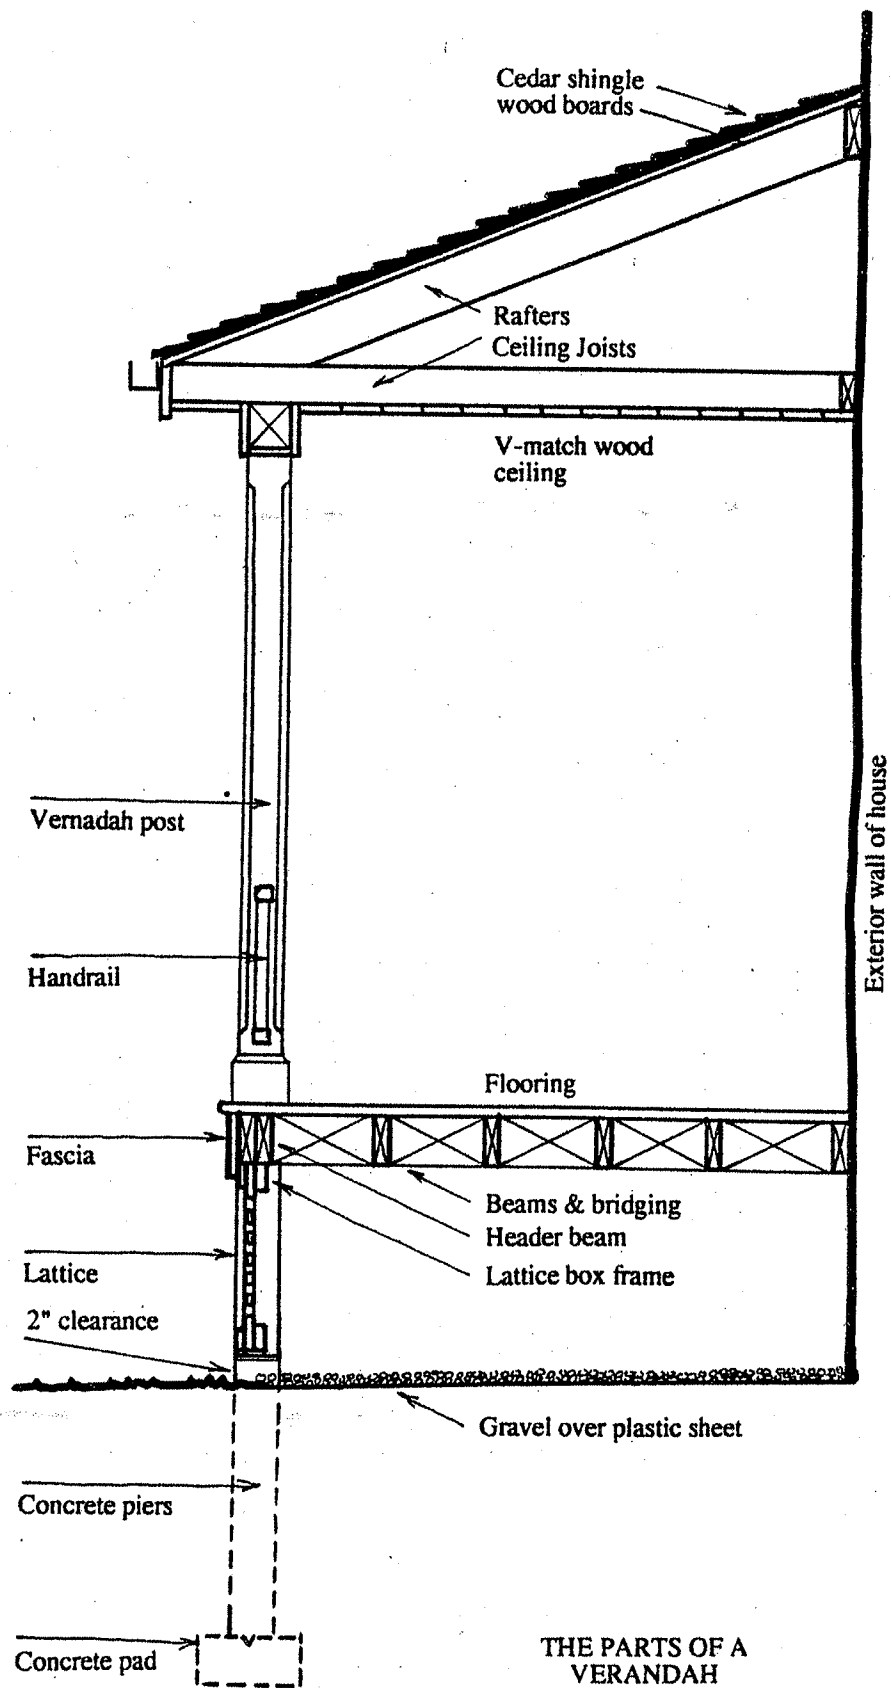 Cedar shingle
wood boards
Rafters
Ceiling Joists
V-match wood
ceiling
Vernadah post
Exterior wall of house
Handrail
Flooring
Fascia
Beams & bridging
Header beam
Lattice
Lattice box frame
2" clearance
Gravel over plastic sheet
Concrete piers
Concrete pad
THE PARTS OF A
VERANDAH